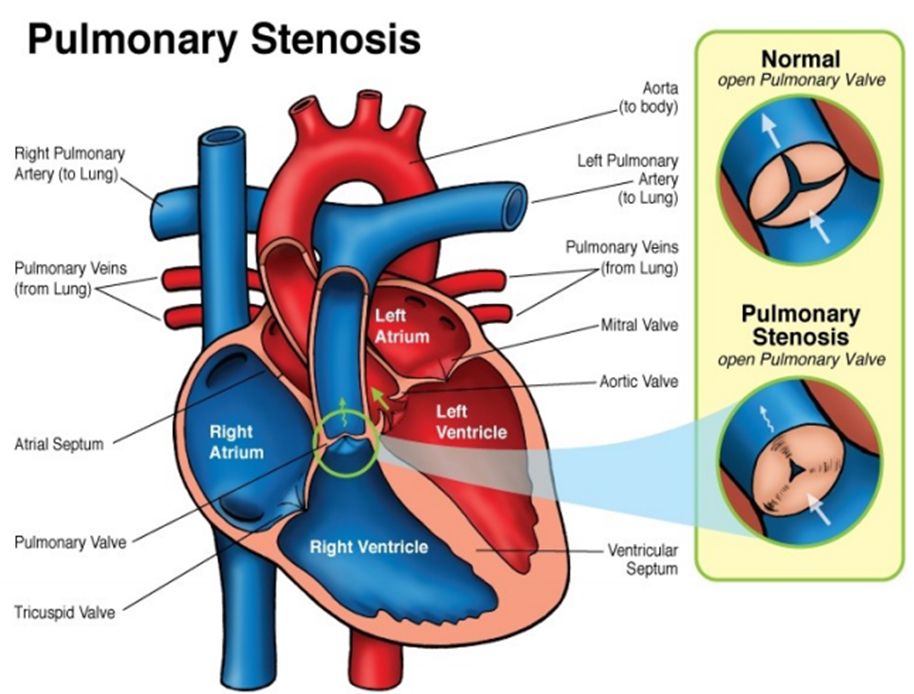 Pulmonary Stenosis
Right Pulmonary
Artery (to Lung)
Pulmonary Veins
(from Lung)
Atrial Septum
Pulmonary Valve
Tricuspid Valve
Aorta
(to body)
Left Pulmonary
Artery
(to Lung)
Pulmonary Veins
(from Lung)
Mitral Valve
Aortic Valve
Ventricular
Septum
Left
Atrium
Left
Ventricle
Right
Atrium
Right Ventricle
Normal
open Pulmonary Valve
Pulmonary
Stenosis
open Pulmonary Valve